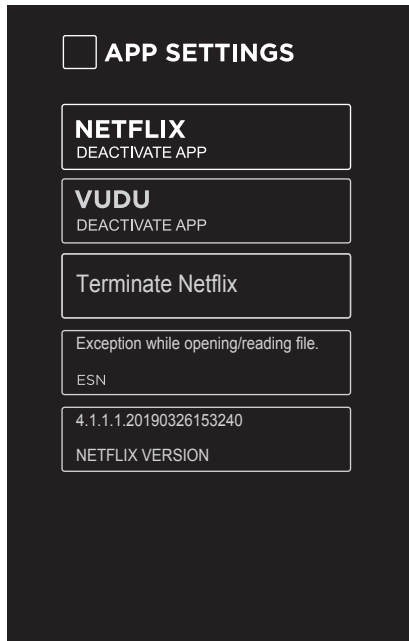 APP SETTINGS
NETFLIX
DEACTIVATE APP
VUDU
DEACTIVATE APP
Terminate Netflix
Exception while opening/reading file.
ESN
4.1.1.1.20190326153240
NETFLIX VERSION